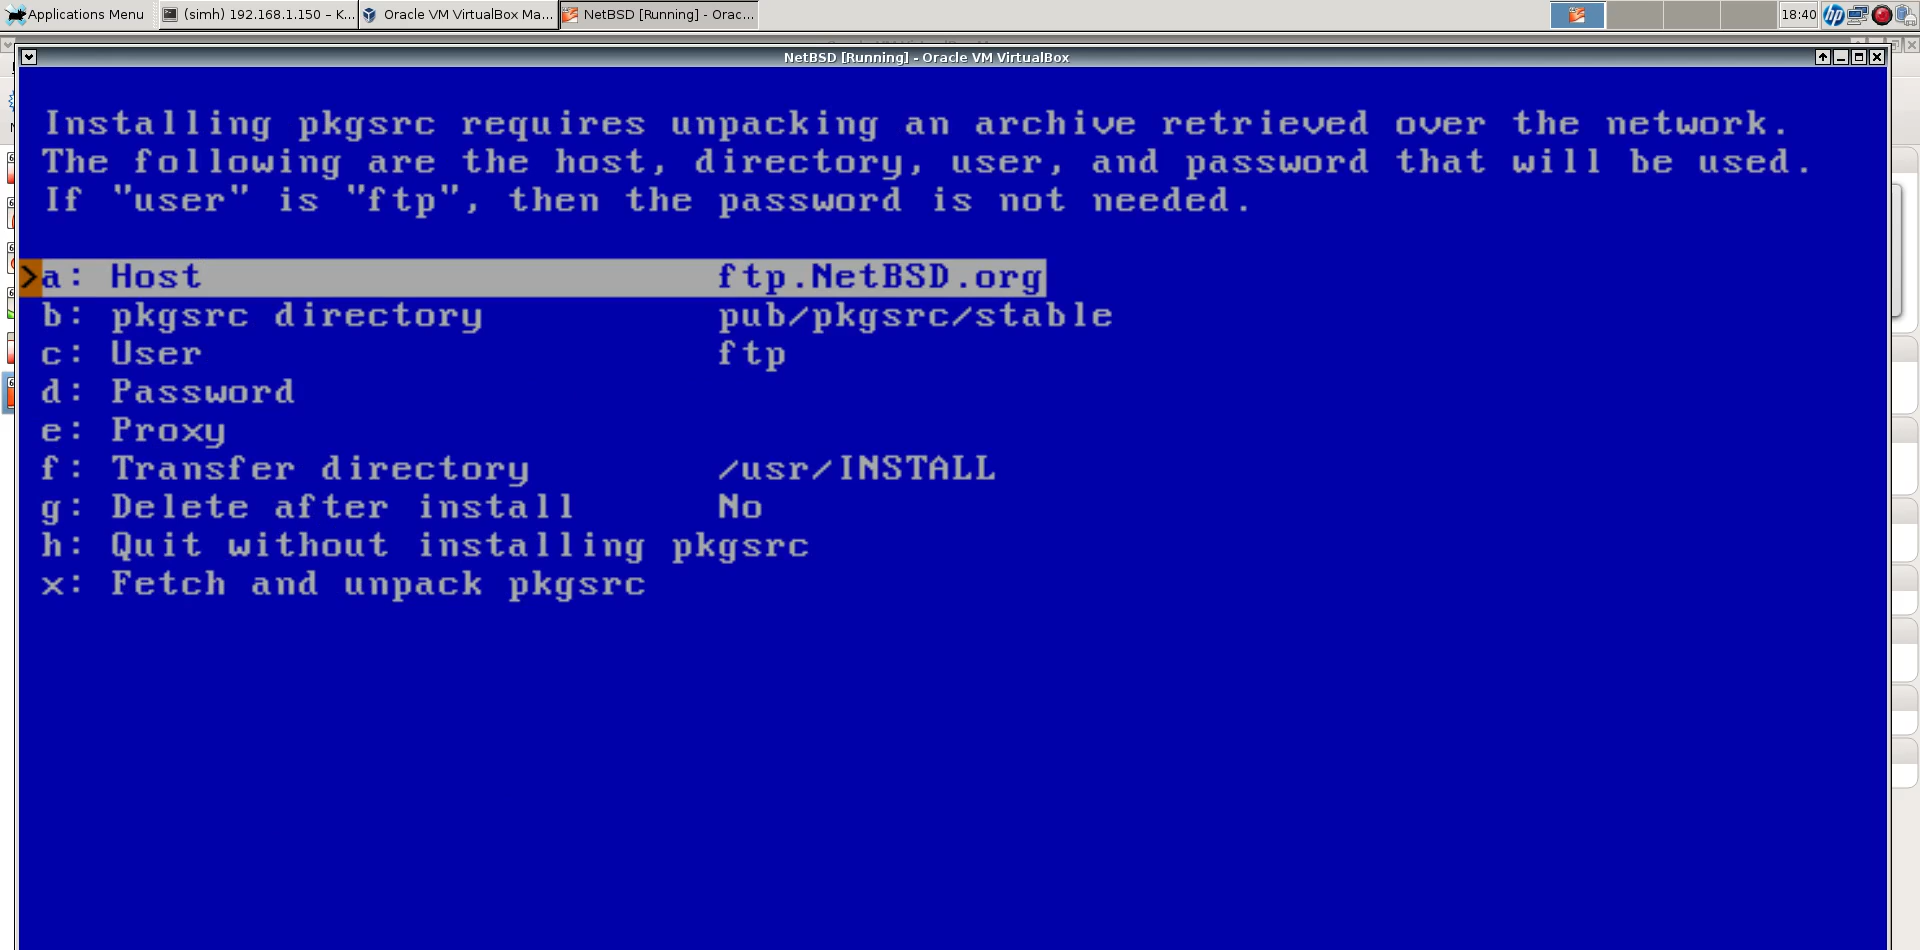 Applications Menu
(simh) 192.168.1.150 – K...
Oracle VM VirtualBox Ma...
NetBSD [Running] - Orac...
18:40
NetBSD [Running] - Oracle VM VirtualBox
Installing pkgsrc requires unpacking an archive retrieved over the network.
The following are the host, directory, user, and password that will be used.
If "user" is "ftp", then the password is not needed.
>a: Host ftp.NetBSD.org
b: pkgsrc directory pub/pkgsrc/stable
c: User ftp
d: Password
e: Proxy
f: Transfer directory /usr/INSTALL
g: Delete after install No
h: Quit without installing pkgsrc
x: Fetch and unpack pkgsrc